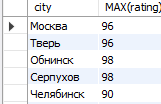 city MAX(rating)
Москва 96
Тверь 96
Обнинск 98
Серпухов 98
Челябинск 90